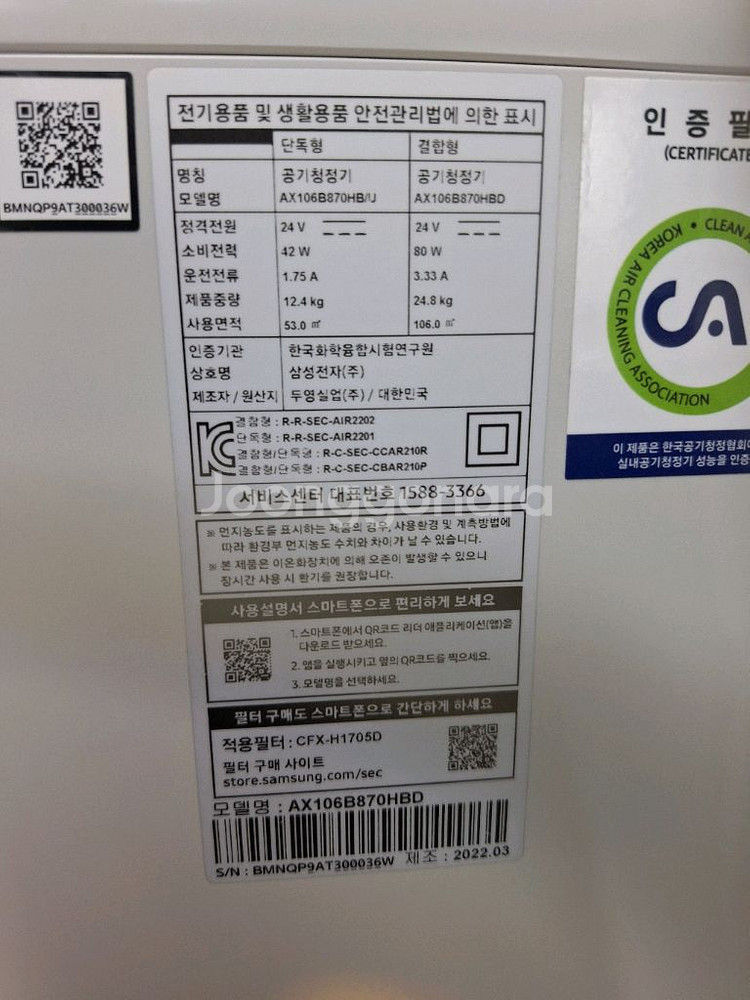 BMNQP9AT300036W
전기용품 및 생활용품 안전관리법에 의한 표시
단독형 결합형
명칭 공기청정기 공기청정기
모델명 AX106B870HB/U AX106B870HBD
정격전원 24 V 24 V
소비전력 42 W 80 W
운전전류 1.75 A 3.33 A
제품중량 12.4 kg 24.8 kg
사용면적 53.0 ㎡ 106.0 ㎡
인증기관 한국화학융합시험연구원
상호명 삼성전자(주)
제조자 / 원산지 두영실업(주) / 대한민국
결합형 : R-R-SEC-AIR2202
단독형 : R-R-SEC-AIR2201
결합형/단독형 : R-C-SEC-CCAR210R
결합형/단독형 : R-C-SEC-CBAR210P
서비스센터 대표번호 1588-3366
Joonggonara
※ 먼지농도를 표시하는 제품의 경우, 사용환경 및 계측방법에
따라 환경부 먼지농도 수치와 차이가 날 수 있습니다.
※ 본 제품은 이온화장치에 의해 오존이 발생할 수 있으니
장시간 사용 시 환기를 권장합니다.
사용설명서 스마트폰으로 편리하게 보세요
1. 스마트폰에서 QR코드 리더 애플리케이션(앱)을
다운로드 받으세요.
2. 앱을 실행시키고 옆의 QR코드를 찍으세요.
3. 모델명을 선택하세요.
필터 구매도 스마트폰으로 간단하게 하세요
적용필터 : CFX-H1705D
필터 구매 사이트
store.samsung.com/sec
모델명 : AX106B870HBD
S/N : BMNQP9AT300036W 제조 : 2022.03
인 증 필
(CERTIFICATE
KOREA AIR CLEANING ASSOCIATION • CLEAN A
이 제품은 한국공기청정협회
실내공기청정기 성능을 인증